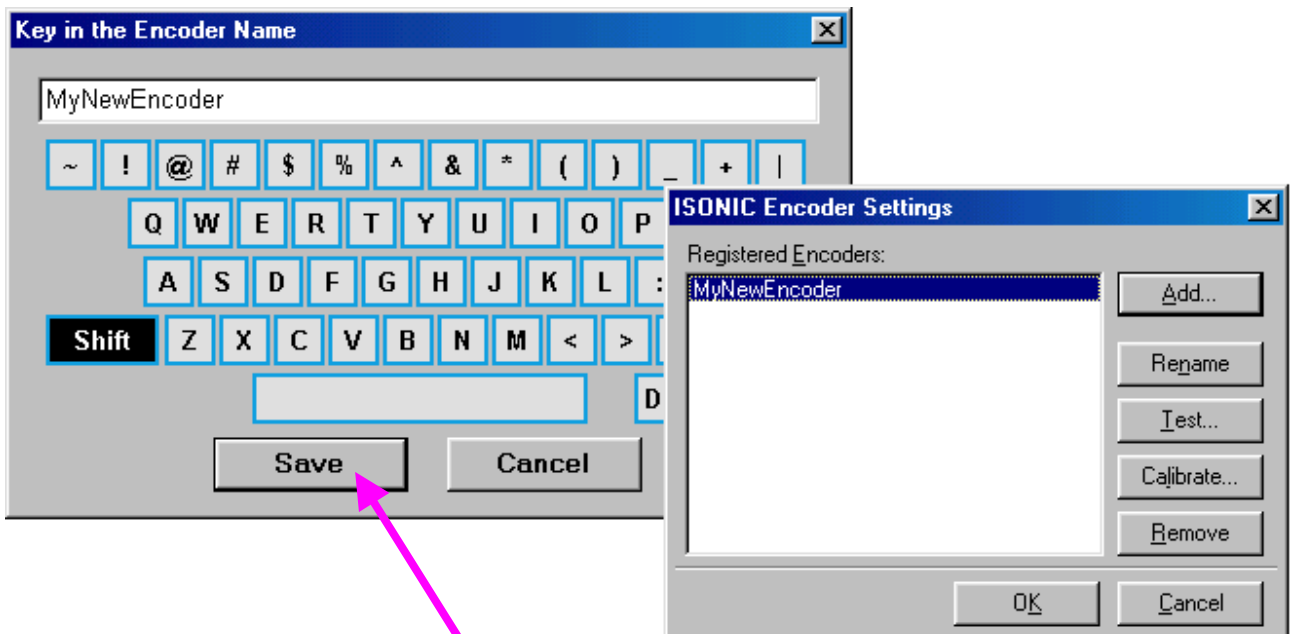 Key in the Encoder Name
MyNewEncoder
~ ! @ # $ % ^ & * ( ) _ + |
Q W E R T Y U I O P
A S D F G H J K L :
Shift Z X C V B N M < >
D
Save Cancel
ISONIC Encoder Settings
Registered Encoders:
MyNewEncoder
Add...
Rename
Test...
Calibrate...
Remove
OK Cancel